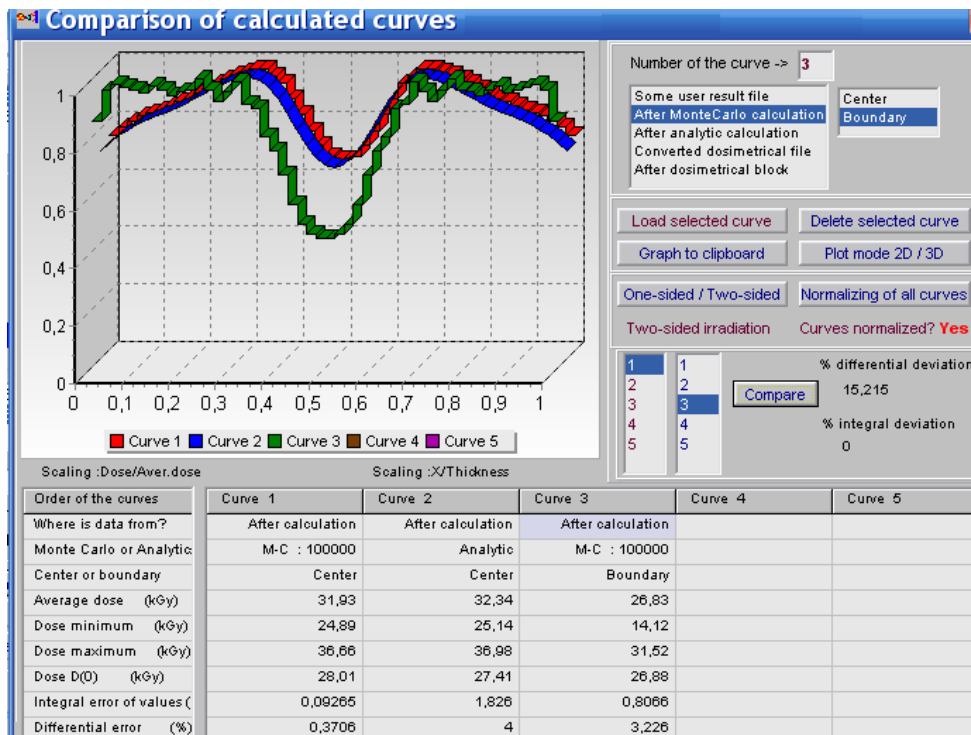 Comparison of calculated curves
1
0,8
0,6
0,4
0,2
0
0 0,1 0,2 0,3 0,4 0,5 0,6 0,7 0,8 0,9 1
Curve 1 Curve 2 Curve 3 Curve 4 Curve 5
Scaling :Dose/Aver.dose Scaling :X/Thickness
Number of the curve -> 3
Some user result file
After MonteCarlo calculation
After analytic calculation
Converted dosimetrical file
After dosimetrical block
Center
Boundary
Load selected curve Delete selected curve
Graph to clipboard Plot mode 2D / 3D
One-sided / Two-sided Normalizing of all curves
Two-sided irradiation Curves normalized? Yes
1 1
2 2
3 3
4 4
5 5
Compare
% differential deviation
15,215
% integral deviation
0
Order of the curves Curve 1 Curve 2 Curve 3 Curve 4 Curve 5
Where is data from? After calculation After calculation After calculation
Monte Carlo or Analytic: M-C : 100000 Analytic M-C : 100000
Center or boundary Center Center Boundary
Average dose (kGy) 31,93 32,34 26,83
Dose minimum (kGy) 24,89 25,14 14,12
Dose maximum (kGy) 36,66 36,98 31,52
Dose D(0) (kGy) 28,01 27,41 26,88
Integral error of values ( 0,09265 1,826 0,8066
Differential error (%) 0,3706 4 3,226